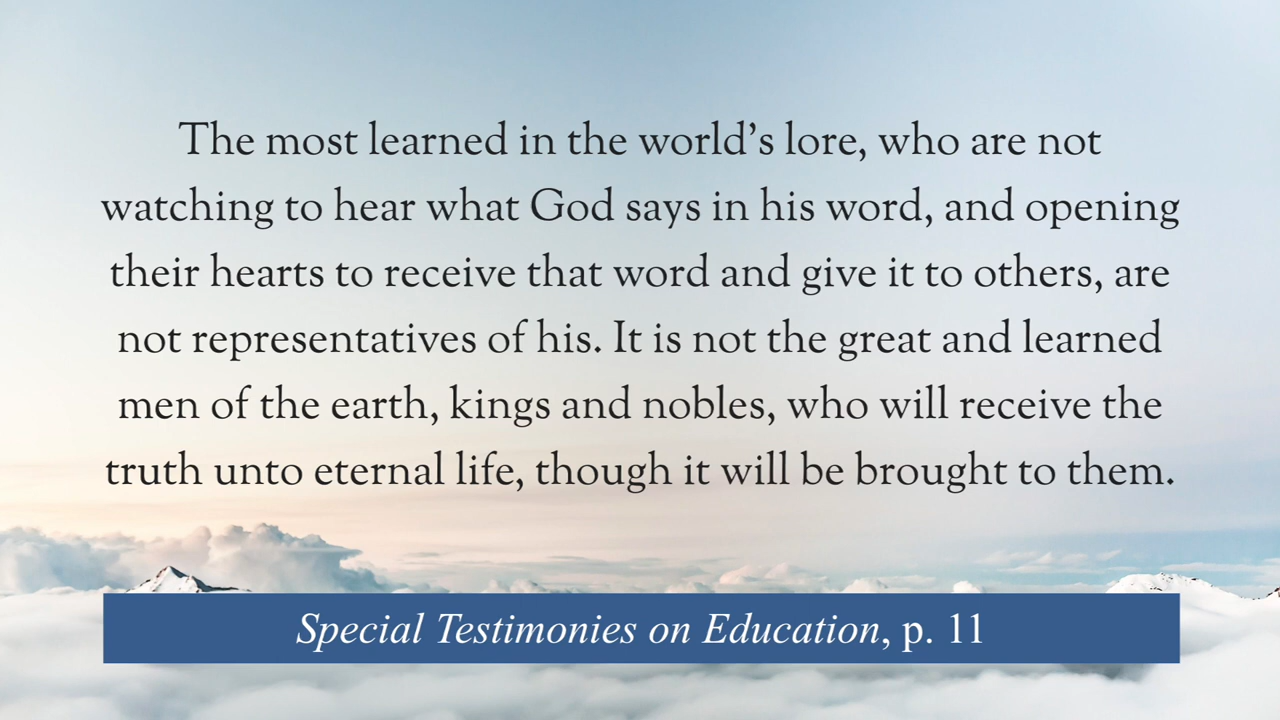 The most learned in the world’s lore, who are not
watching to hear what God says in his word, and opening
their hearts to receive that word and give it to others, are
not representatives of his. It is not the great and learned
men of the earth, kings and nobles, who will receive the
truth unto eternal life, though it will be brought to them.
Special Testimonies on Education, p. 11